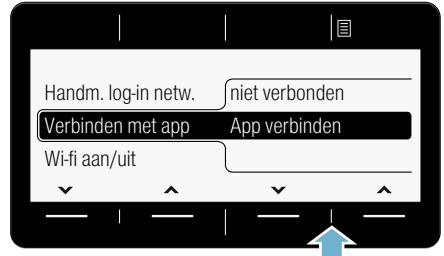 Handm. log-in netw. niet verbonden
Verbinden met app App verbinden
Wi-fi aan/uit